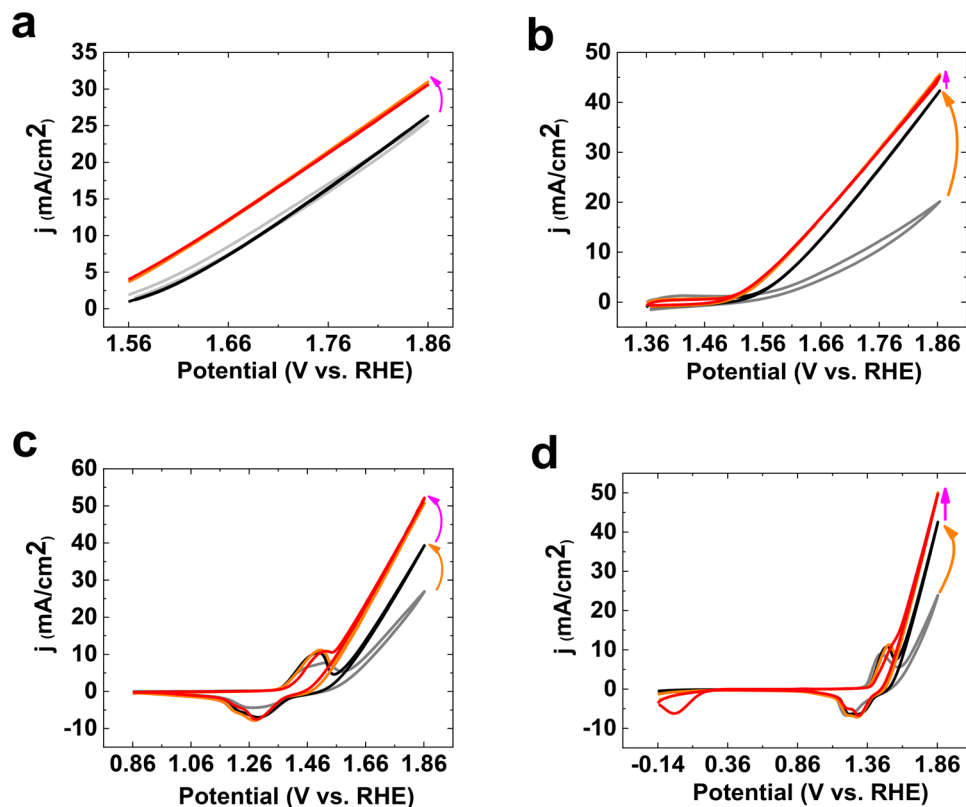 a
35
30
25
20
15
10
5
0
j (mA/cm2)
1.56 1.66 1.76 1.86
Potential (V vs. RHE)
b
50
40
30
20
10
0
j (mA/cm2)
1.36 1.46 1.56 1.66 1.76 1.86
Potential (V vs. RHE)
c
60
50
40
30
20
10
0
-10
j (mA/cm2)
0.86 1.06 1.26 1.46 1.66 1.86
Potential (V vs. RHE)
d
50
40
30
20
10
0
-10
j (mA/cm2)
-0.14 0.36 0.86 1.36 1.86
Potential (V vs. RHE)